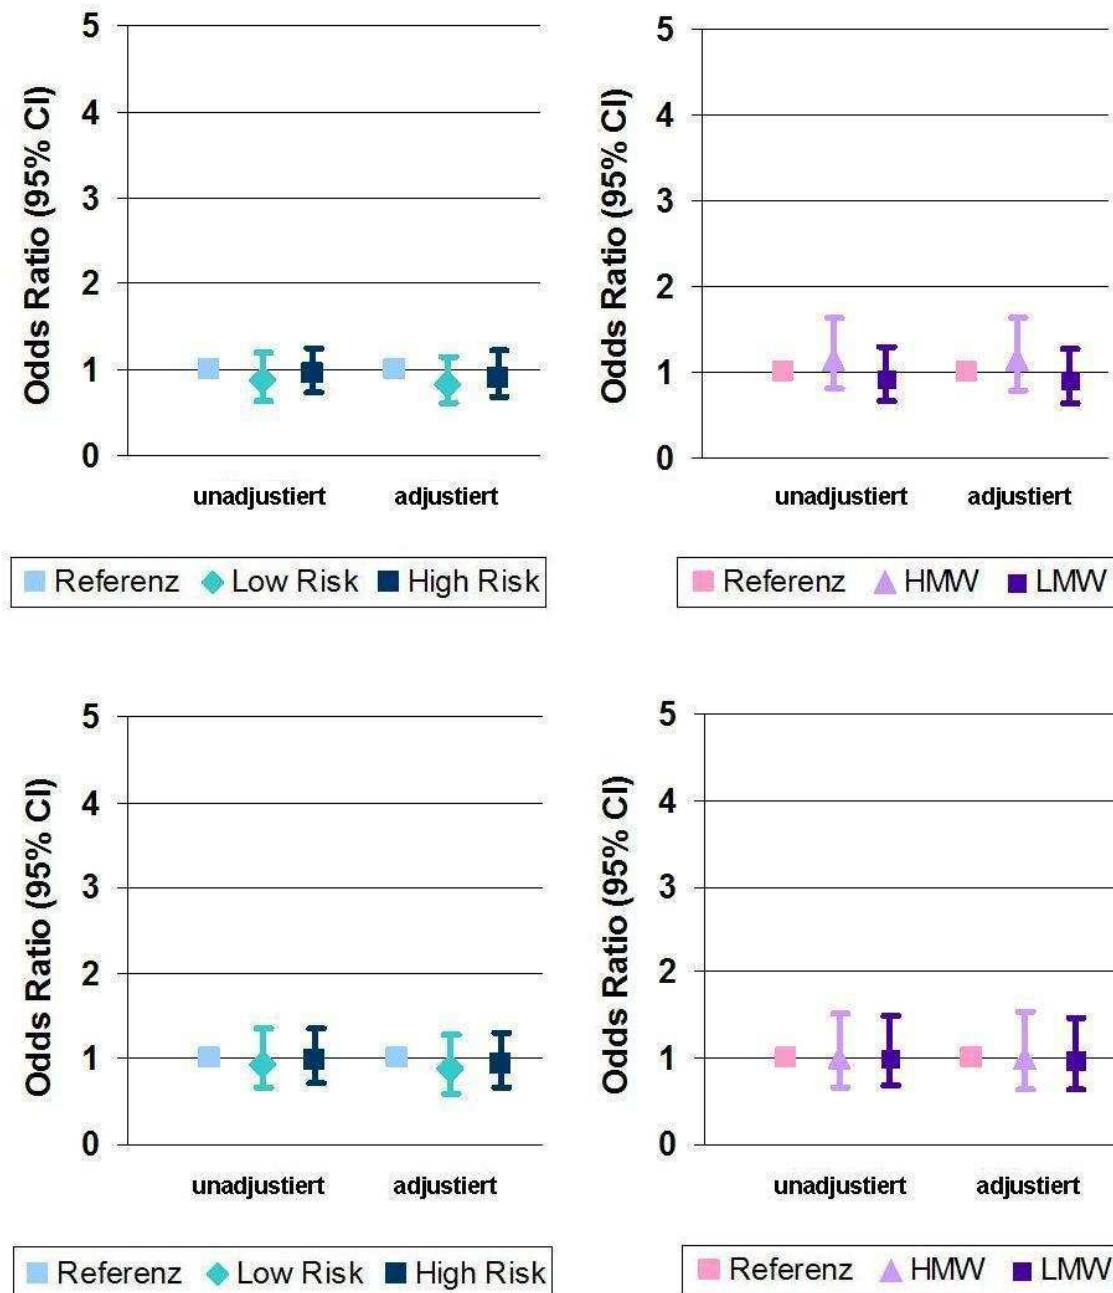 5
4
3
2
1
0
Odds Ratio (95% CI)
unadjustiert adjustiert
Referenz Low Risk High Risk
5
4
3
2
1
0
Odds Ratio (95% CI)
unadjustiert adjustiert
Referenz HMW LMW
5
4
3
2
1
0
Odds Ratio (95% CI)
unadjustiert adjustiert
Referenz Low Risk High Risk
5
4
3
2
1
0
Odds Ratio (95% CI)
unadjustiert adjustiert
Referenz HMW LMW